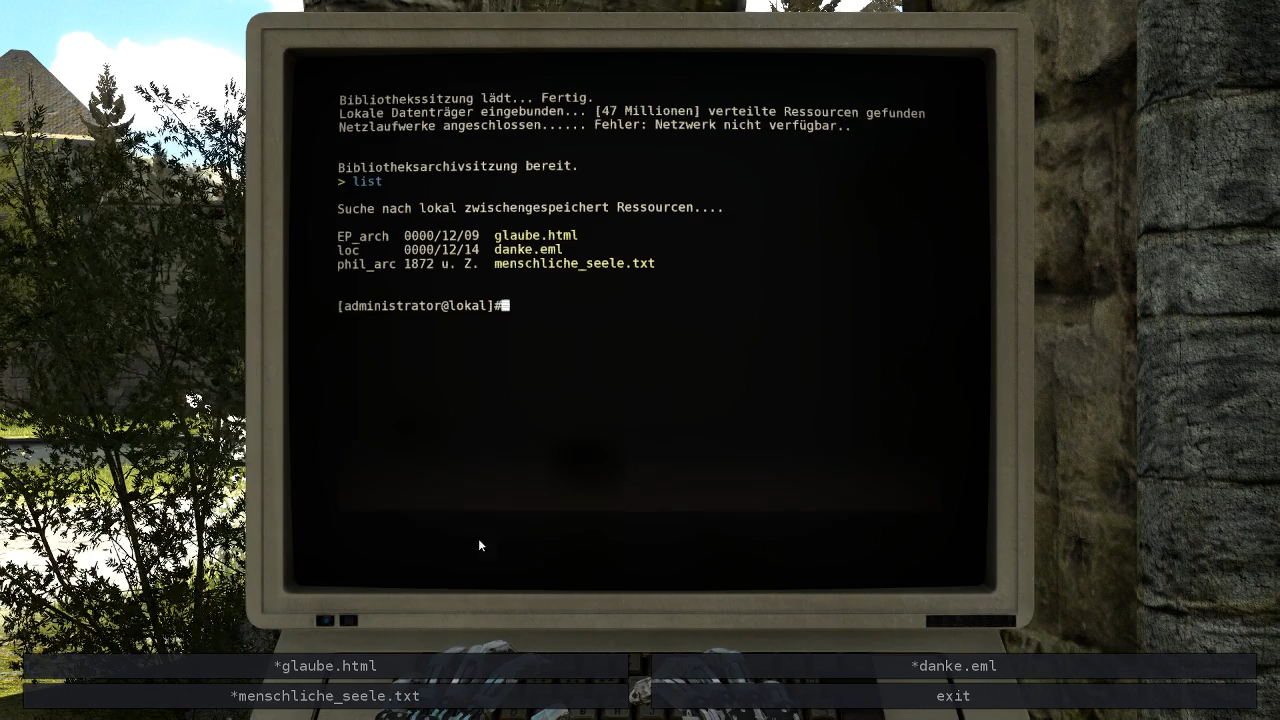 Bibliothekssitzung lädt... Fertig.
Lokale Datenträger eingebunden... [47 Millionen] verteilte Ressourcen gefunden
Netzlaufwerke angeschlossen...... Fehler: Netzwerk nicht verfügbar..
Bibliotheksarchivsitzung bereit.
> list
Suche nach lokal zwischengespeichert Ressourcen....
EP_arch 0000/12/09 glaube.html
loc 0000/12/14 danke.eml
phil_arc 1872 u. Z. menschliche_seele.txt
[administrator@lokal]#
*glaube.html *danke.eml
*menschliche_seele.txt exit